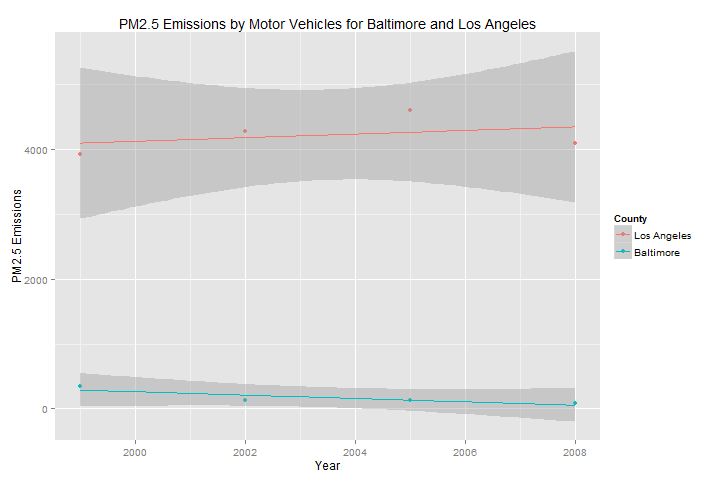 PM2.5 Emissions by Motor Vehicles for Baltimore and Los Angeles
PM2.5 Emissions
4000
2000
0
2000
2002
2004
2006
2008
Year
County
Los Angeles
Baltimore